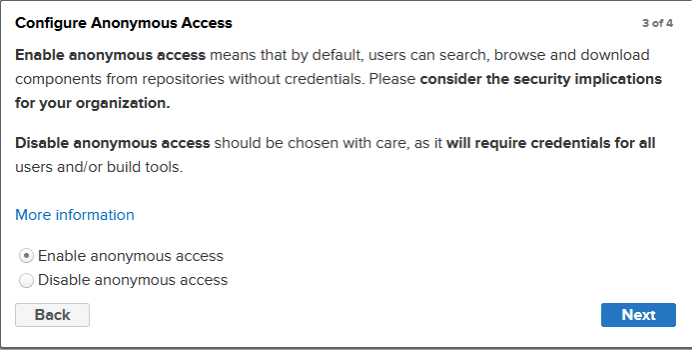 Configure Anonymous Access
3 of 4
Enable anonymous access means that by default, users can search, browse and download
components from repositories without credentials. Please consider the security implications
for your organization.
Disable anonymous access should be chosen with care, as it will require credentials for all
users and/or build tools.
More information
Enable anonymous access
Disable anonymous access
Back
Next